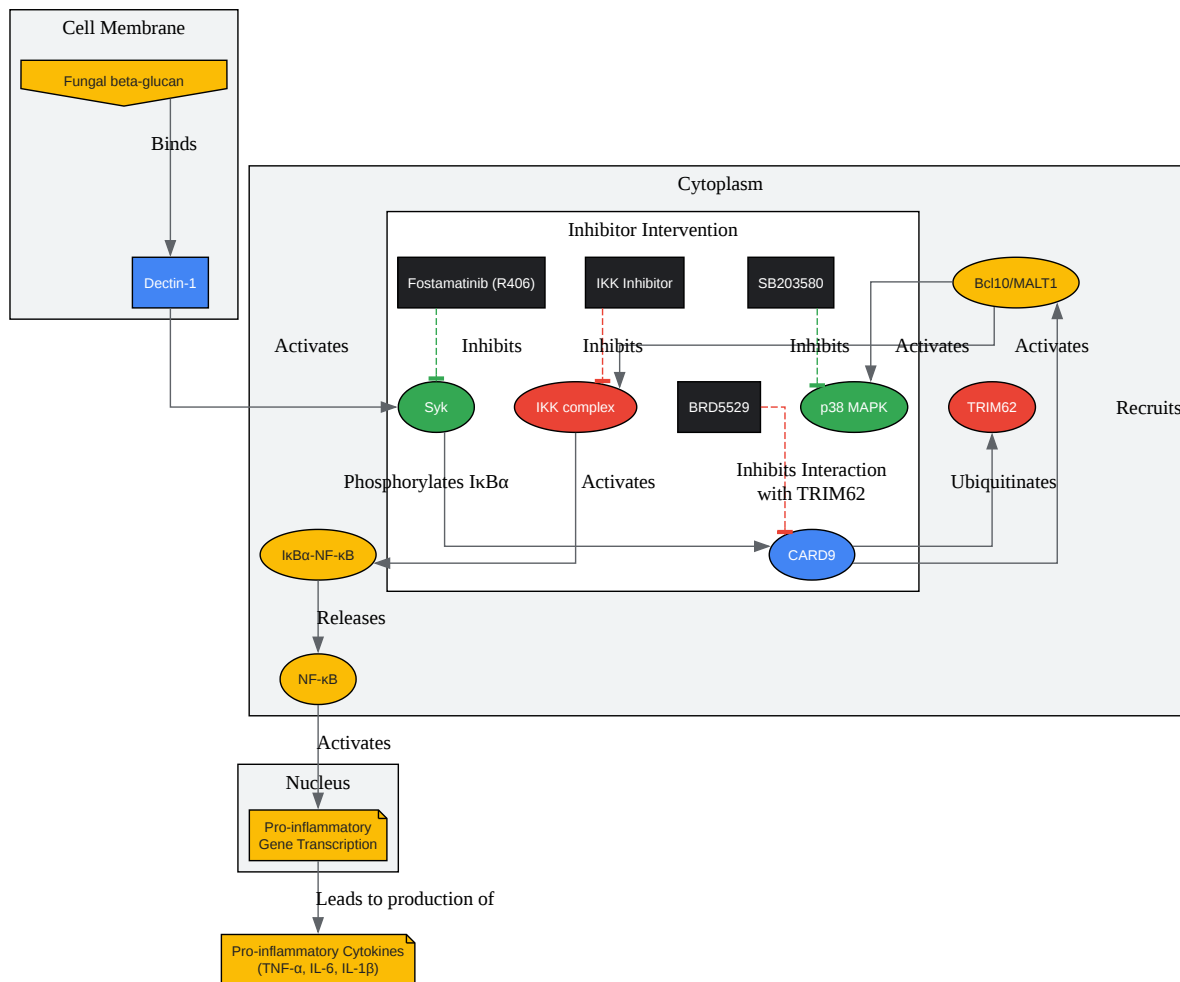 Cell Membrane
Fungal beta-glucan
Binds
Dectin-1
Cytoplasm
Inhibitor Intervention
Fostamatinib (R406)
IKK Inhibitor
SB203580
Bcl10/MALT1
Activates
Inhibits
Inhibits
Inhibits
Activates
Activates
Syk
IKK complex
BRD5529
p38 MAPK
TRIM62
Recruits
Phosphorylates IκBα
Activates
Inhibits Interaction
with TRIM62
Ubiquitinates
IκBα-NF-κB
CARD9
Releases
NF-κB
Activates
Nucleus
Pro-inflammatory
Gene Transcription
Leads to production of
Pro-inflammatory Cytokines
(TNF-α, IL-6, IL-1β)